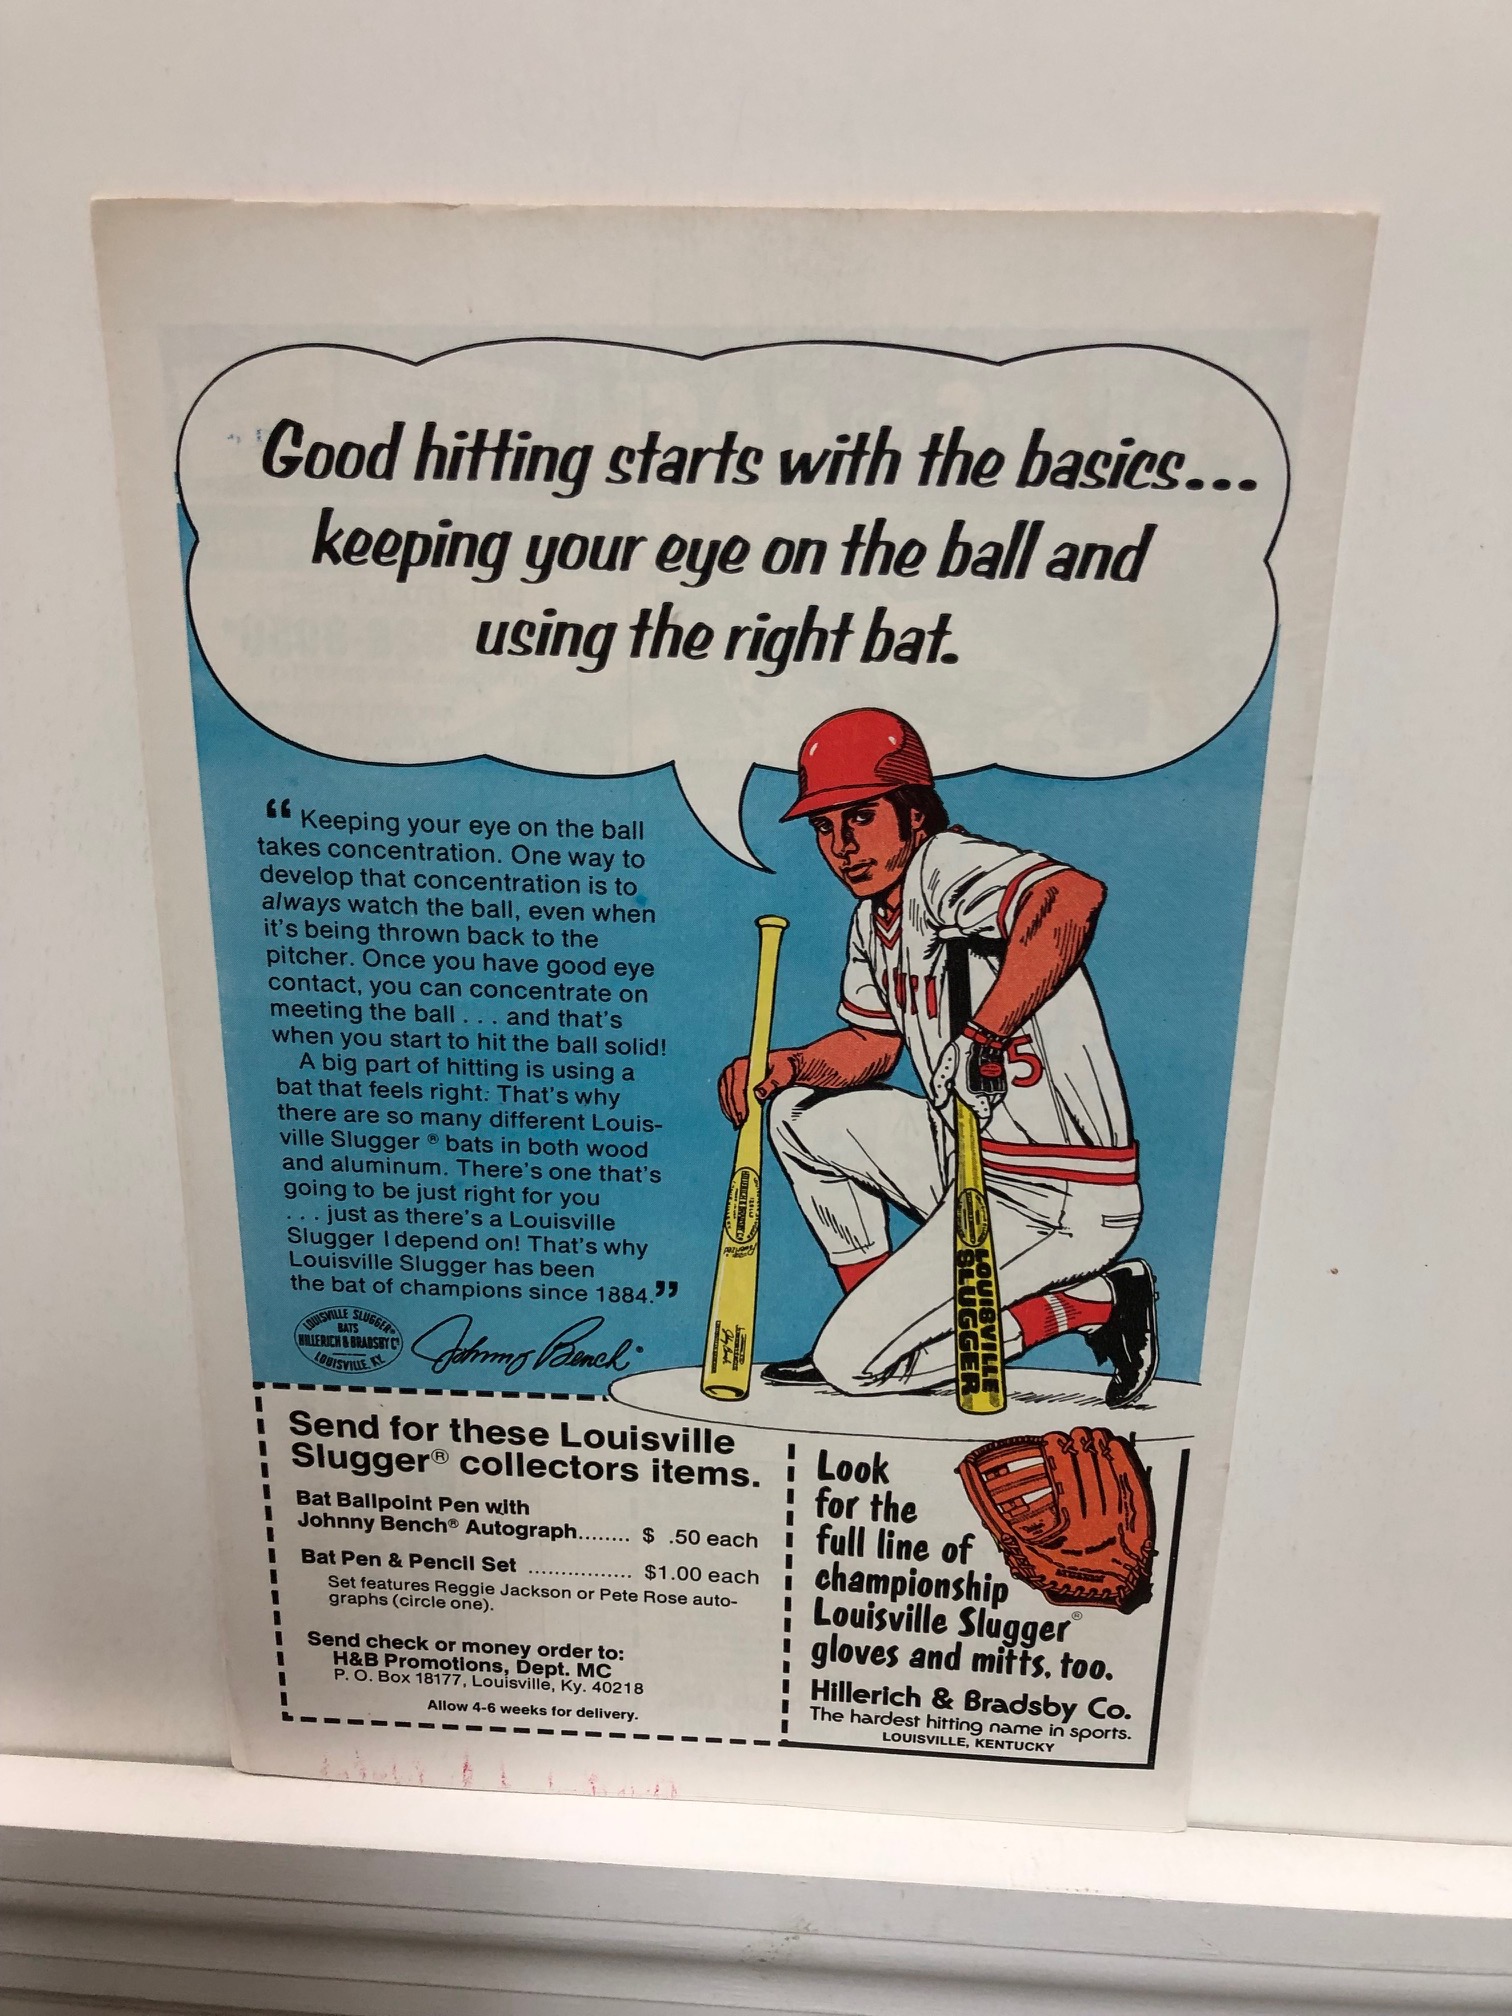 Good hitting starts with the basics...
keeping your eye on the ball and
using the right bat.
“Keeping your eye on the ball
takes concentration. One way to
develop that concentration is to
always watch the ball, even when
it's being thrown back to the
pitcher. Once you have good eye
contact, you can concentrate on
meeting the ball . . . and that's
when you start to hit the ball solid!
A big part of hitting is using a
bat that feels right: That's why
there are so many different Louis-
ville Slugger ® bats in both wood
and aluminum. There's one that's
going to be just right for you
. . . just as there's a Louisville
Slugger I depend on! That's why
Louisville Slugger has been
the bat of champions since 1884.”
LOUISVILLE SLUGGER®
BATS
HILLERICH & BRADSBY Cº
LOUISVILLE, KY.
Johnny Bench
5
LOUISVILLE
SLUGGER
Send for these Louisville
Slugger® collectors items.
Bat Ballpoint Pen with
Johnny Bench® Autograph........ $ .50 each
Bat Pen & Pencil Set ................ $1.00 each
Set features Reggie Jackson or Pete Rose auto-
graphs (circle one).
Send check or money order to:
H&B Promotions, Dept. MC
P. O. Box 18177, Louisville, Ky. 40218
Allow 4-6 weeks for delivery.
Look
for the
full line of
championship
Louisville Slugger®
gloves and mitts, too.
Hillerich & Bradsby Co.
The hardest hitting name in sports.
LOUISVILLE, KENTUCKY